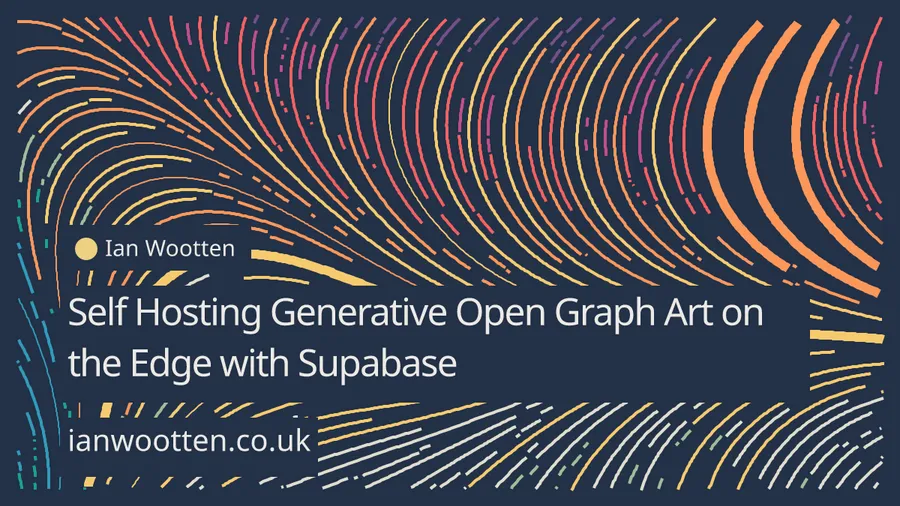 Ian Wootten
Self Hosting Generative Open Graph Art on
the Edge with Supabase
ianwootten.co.uk